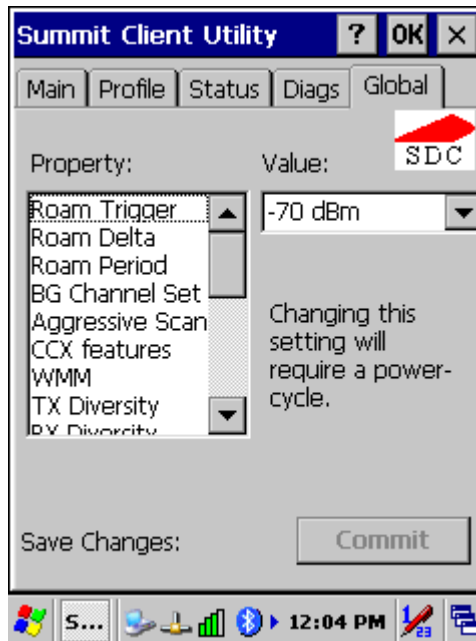 Summit Client Utility ? OK ×
Main Profile Status Diags Global
SDC
Property:
Value:
Roam Trigger
Roam Delta
Roam Period
BG Channel Set
Aggressive Scan
CCX features
WMM
TX Diversity
RX Diversity
-70 dBm
Changing this
setting will
require a power-
cycle.
Save Changes:
Commit
S... 12:04 PM